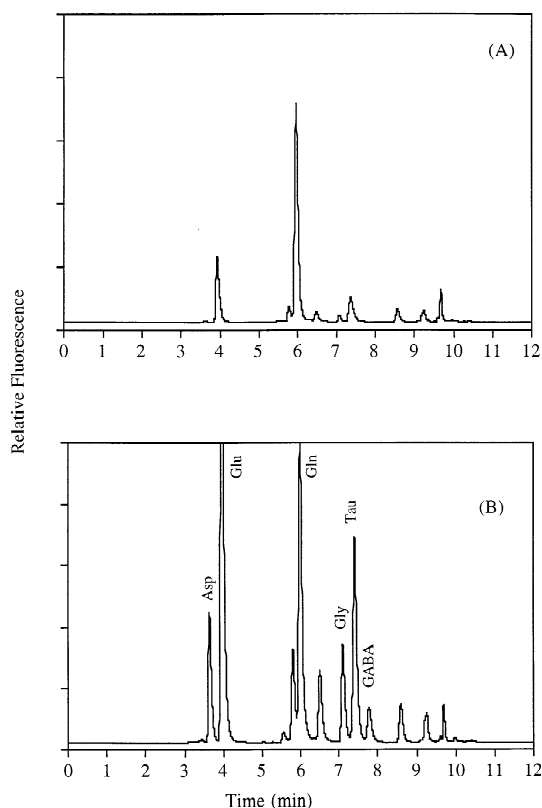 (A)
0 1 2 3 4 5 6 7 8 9 10 11 12
Relative Fluorescence
Asp
Glu
Gln
Gly
Tau
GABA
(B)
0 1 2 3 4 5 6 7 8 9 10 11 12
Time (min)